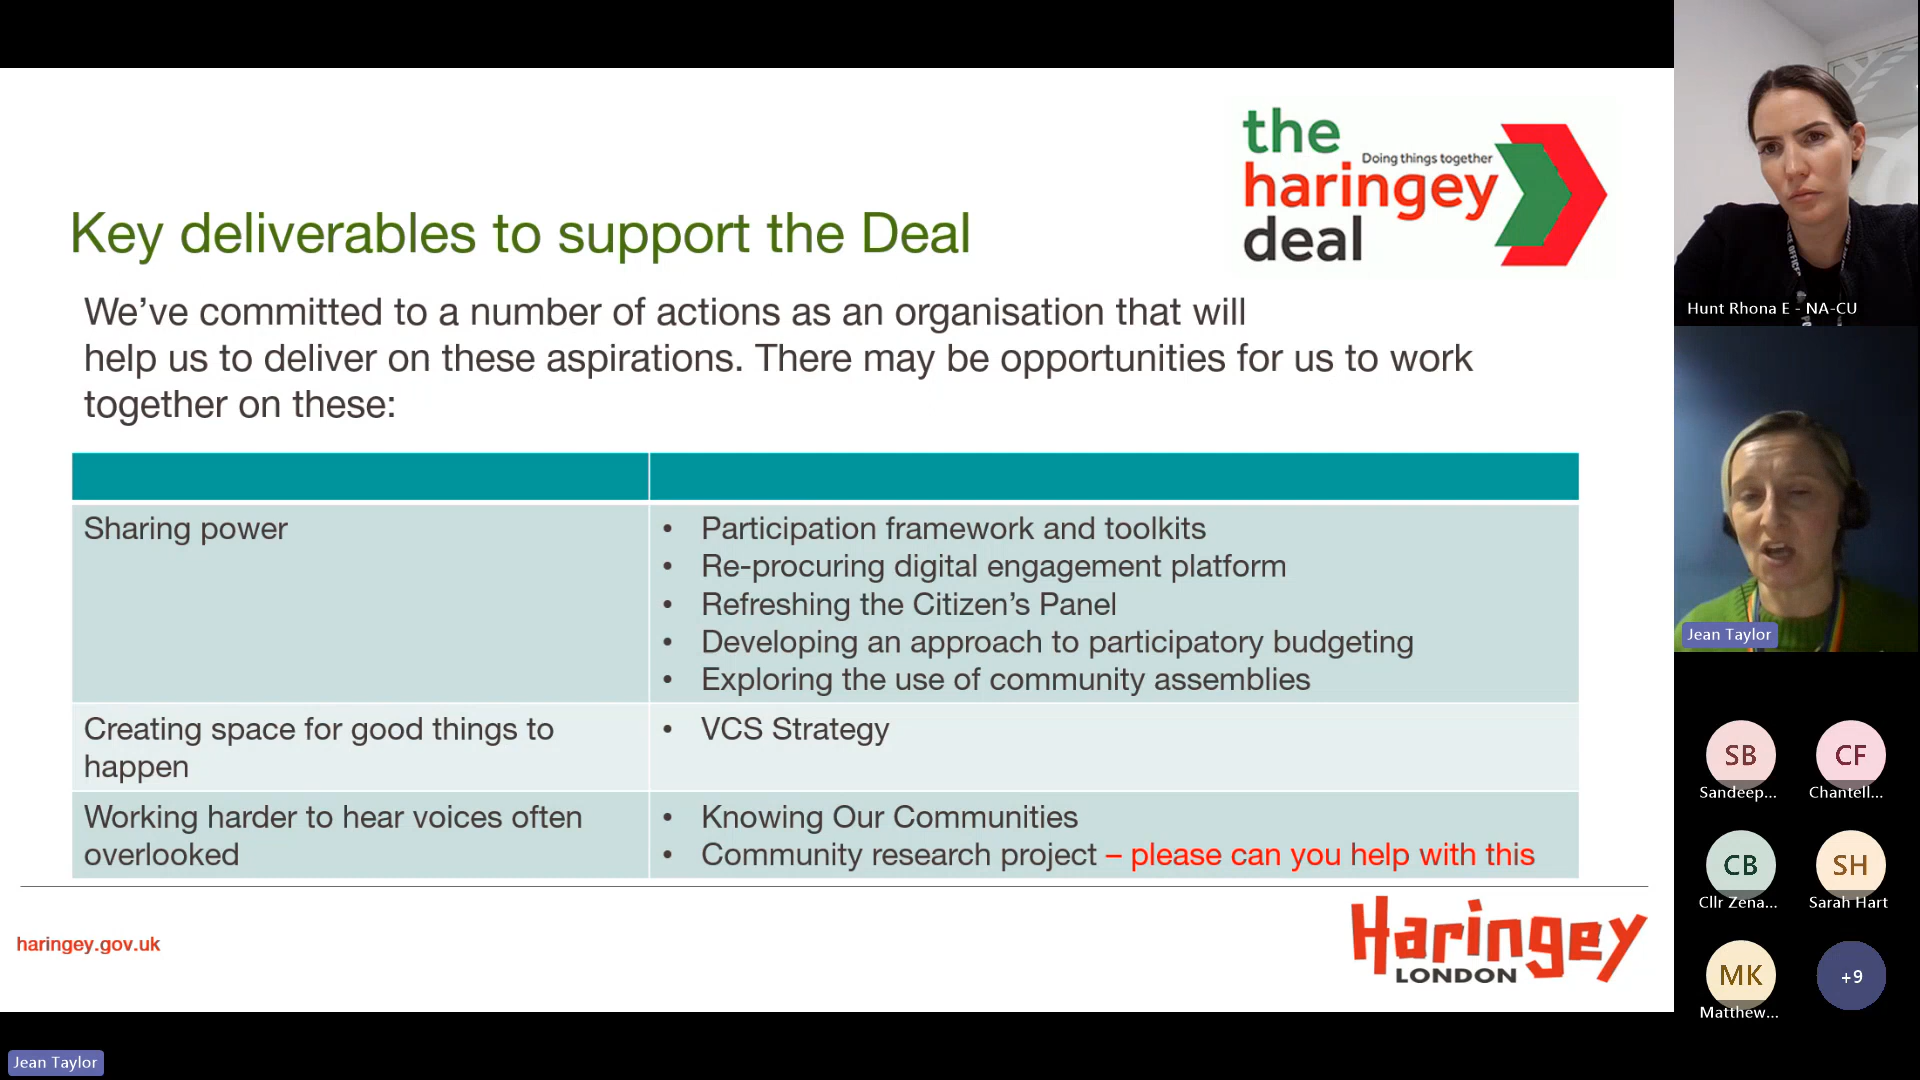 the
Doing things together
haringey
deal
Key deliverables to support the Deal
We’ve committed to a number of actions as an organisation that will
help us to deliver on these aspirations. There may be opportunities for us to work
together on these:
Sharing power
• Participation framework and toolkits
• Re-procuring digital engagement platform
• Refreshing the Citizen’s Panel
• Developing an approach to participatory budgeting
• Exploring the use of community assemblies
Creating space for good things to
happen
• VCS Strategy
Working harder to hear voices often
overlooked
• Knowing Our Communities
• Community research project – please can you help with this
haringey.gov.uk
Haringey
LONDON
Jean Taylor
Hunt Rhona E - NA-CU
Jean Taylor
SB
Sandeep...
CF
Chantell...
CB
Cllr Zena...
SH
Sarah Hart
MK
Matthew...
+9